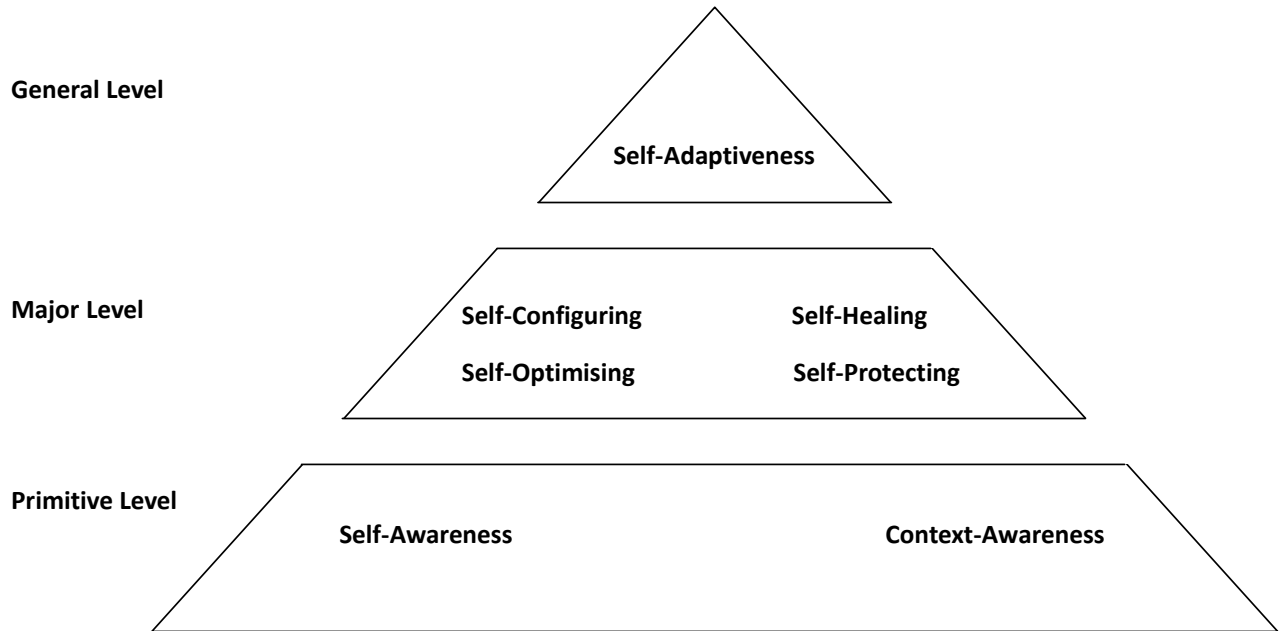 General Level
Self-Adaptiveness
Major Level
Self-Configuring
Self-Healing
Self-Optimising
Self-Protecting
Primitive Level
Self-Awareness
Context-Awareness